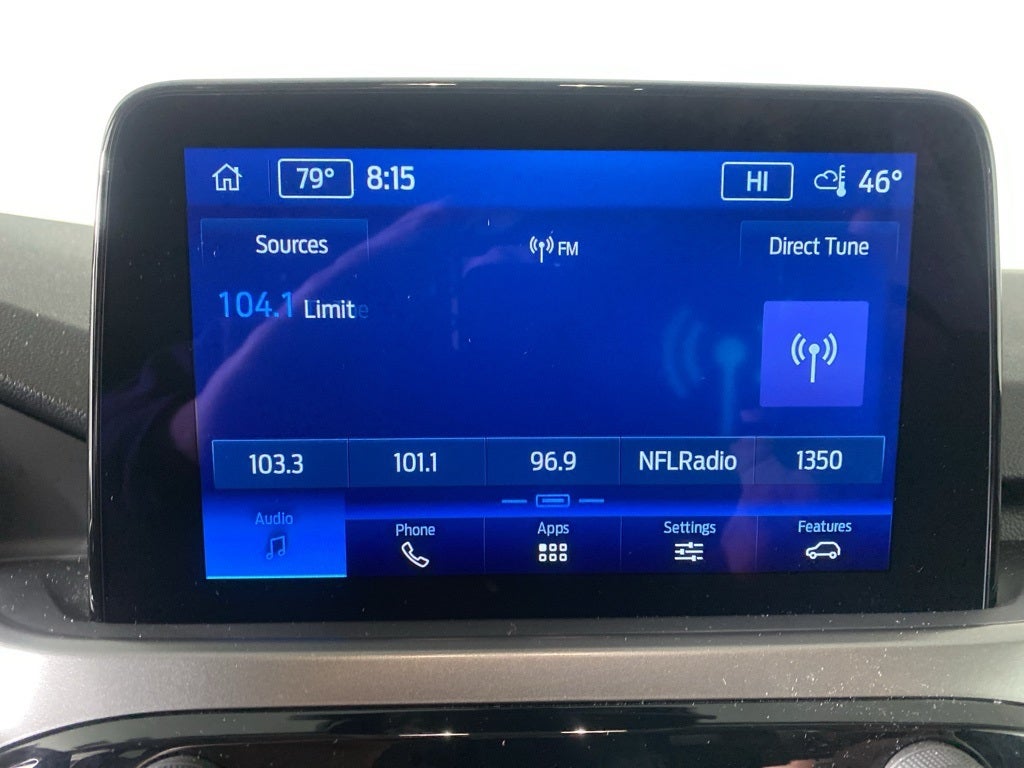 79° 8:15 HI 46°
Sources FM Direct Tune
104.1 Limit
103.3 101.1 96.9 NFLRadio 1350
Audio Phone Apps Settings Features